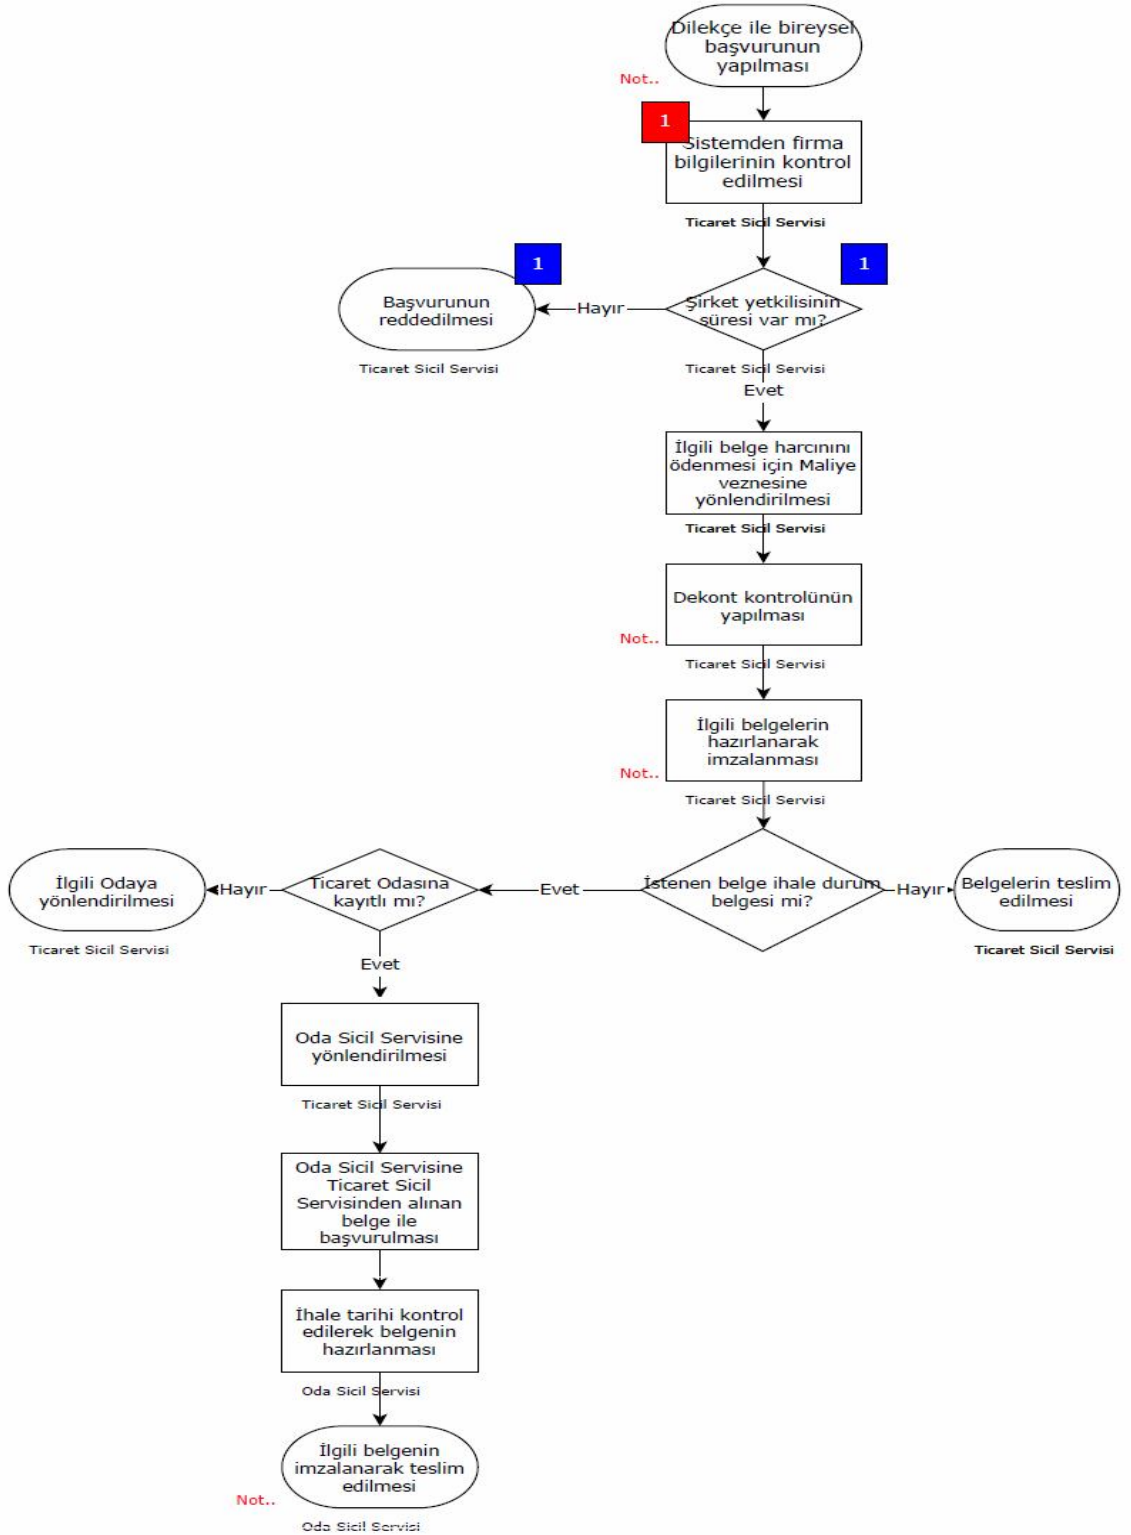 Dilekçe ile bireysel
başvurunun
yapılması
Not..
1
Sistemden firma
bilgilerinin kontrol
edilmesi
Ticaret Sicil Servisi
1
1
Başvurunun
reddedilmesi
Hayır
Şirket yetkilisinin
süresi var mı?
Ticaret Sicil Servisi
Ticaret Sicil Servisi
Evet
İlgili belge harcınını
ödenmesi için Maliye
veznesine
yönlendirilmesi
Ticaret Sicil Servisi
Dekont kontrolünün
yapılması
Not..
Ticaret Sicil Servisi
İlgili belgelerin
hazırlanarak
imzalanması
Not..
Ticaret Sicil Servisi
İlgili Odaya
yönlendirilmesi
Hayır
Ticaret Odasına
kayıtlı mı?
Evet
İstenen belge ihale durum
belgesi mi?
Hayır
Belgelerin teslim
edilmesi
Ticaret Sicil Servisi
Ticaret Sicil Servisi
Evet
Oda Sicil Servisine
yönlendirilmesi
Ticaret Sicil Servisi
Oda Sicil Servisine
Ticaret Sicil
Servisinden alınan
belge ile
başvurulması
İhale tarihi kontrol
edilerek belgenin
hazırlanması
Oda Sicil Servisi
İlgili belgenin
imzalanarak teslim
edilmesi
Not..
Oda Sicil Servisi